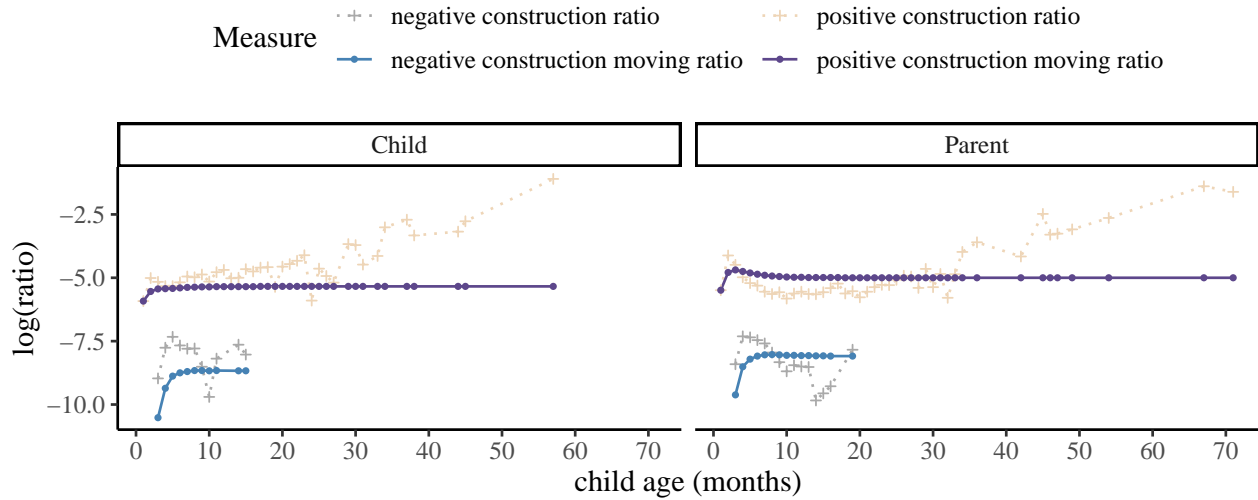 Measure
negative construction ratio positive construction ratio
negative construction moving ratio positive construction moving ratio
Child Parent
log(ratio)
−2.5
−5.0
−7.5
−10.0
0 10 20 30 40 50 60 70 0 10 20 30 40 50 60 70
child age (months)